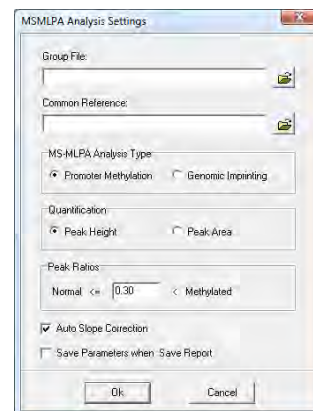 MSMLPA Analysis Settings
Group File:
Common Reference:
MS-MLPA Analysis Type
Promoter Methylation Genomic Imprinting
Quantification
Peak Height Peak Area
Peak Ratios
Normal <= 0.30 < Methylated
Auto Slope Correction
Save Parameters when Save Report
Ok Cancel